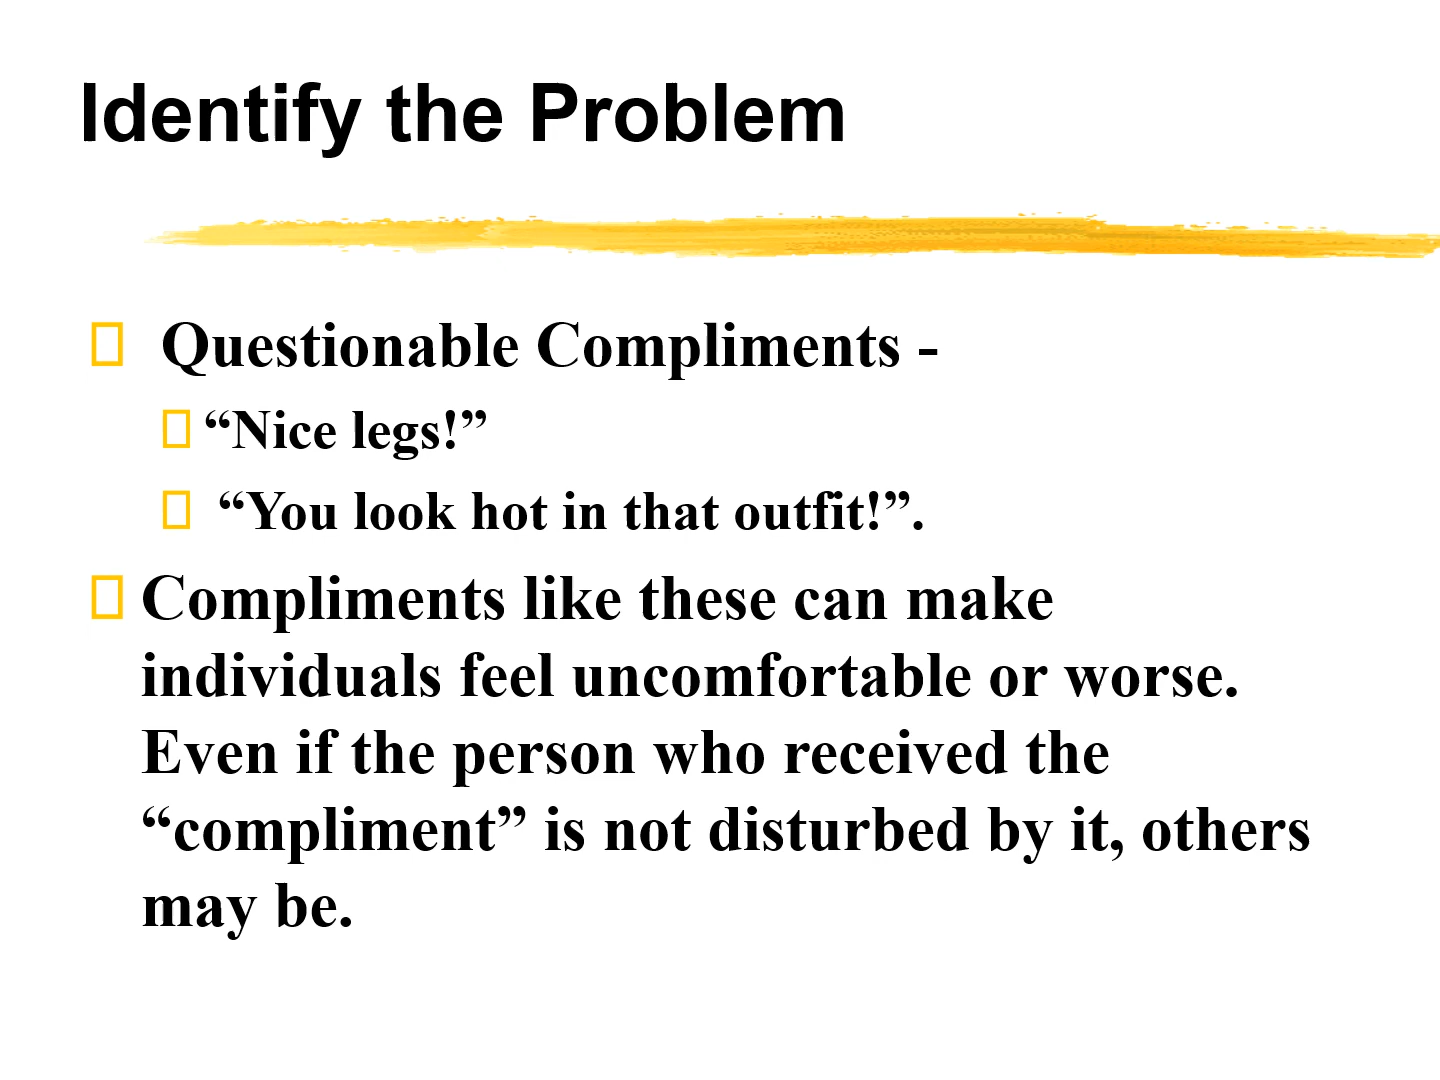 Identify the Problem
Questionable Compliments -
“Nice legs!”
“You look hot in that outfit!”.
Compliments like these can make
individuals feel uncomfortable or worse.
Even if the person who received the
“compliment” is not disturbed by it, others
may be.